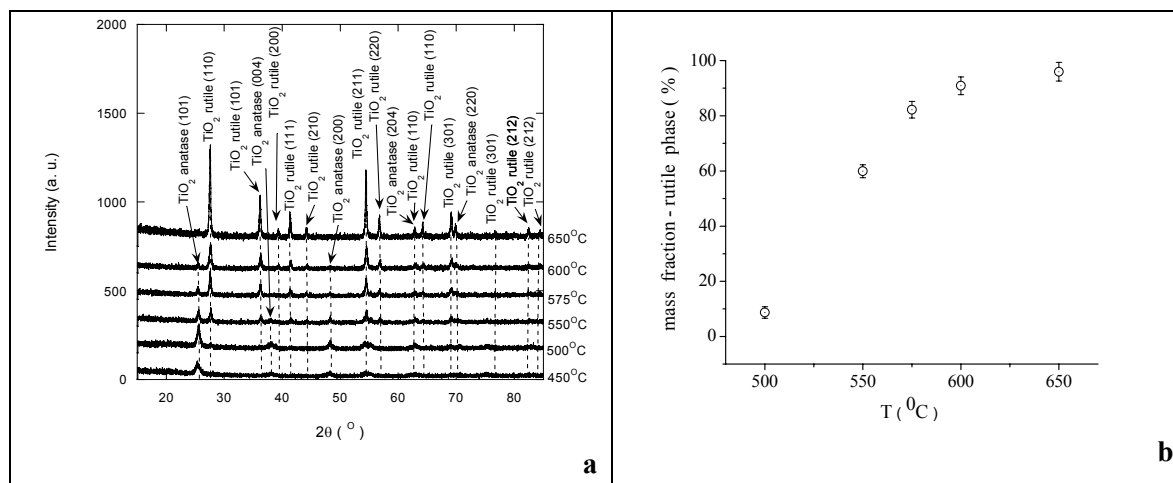 2000
1500
1000
500
0
Intensity (a. u.)
TiO2 anatase (101)
TiO2 rutile (110)
TiO2 rutile (101)
TiO2 anatase (004)
TiO2 rutile (200)
TiO2 rutile (111)
TiO2 rutile (210)
TiO2 anatase (200)
TiO2 rutile (211)
TiO2 rutile (220)
TiO2 anatase (204)
TiO2 rutile (110)
TiO2 rutile (110)
TiO2 rutile (301)
TiO2 anatase (220)
TiO2 rutile (301)
TiO2 rutile (212)
TiO2 rutile (212)
650°C
600°C
575°C
550°C
500°C
450°C
20 30 40 50 60 70 80
2θ ( ° )
a
mass fraction - rutile phase ( % )
100
80
60
40
20
0
500 550 600 650
T ( 0C )
b